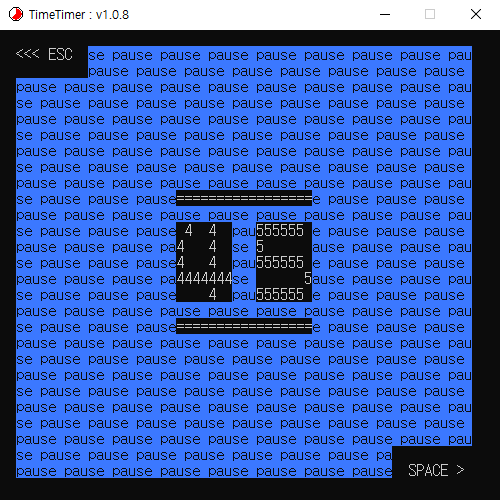 TimeTimer : v1.0.8
<<< ESC  se pause pause pause pause pause pause pause pau
pause pause pause pause pause pause pause pause
pause pause pause pause pause pause pause pause pause pau
se pause pause pause pause pause pause pause pause pause
pause pause pause pause pause pause pause pause pause pau
se pause pause pause pause pause pause pause pause pause
pause pause pause pause pause pause pause pause pause pau
se pause pause pause pause pause pause pause pause pause
pause pause pause pause pause pause pause pause pause pau
se pause pause pause=================e pause pause pause
pause pause pause pause pause pause pause pause pause pau
se pause pause pause 4  4  pau555555 e pause pause pause
pause pause pause pa4   4  se 5      ause pause pause pau
se pause pause pause4   4  pau555555 e pause pause pause
pause pause pause pa4444444se       5ause pause pause pau
se pause pause pause    4  pau555555 e pause pause pause
pause pause pause pause pause pause pause pause pause pau
se pause pause pause=================e pause pause pause
pause pause pause pause pause pause pause pause pause pau
se pause pause pause pause pause pause pause pause pause
pause pause pause pause pause pause pause pause pause pau
se pause pause pause pause pause pause pause pause pause
pause pause pause pause pause pause pause pause pause pau
se pause pause pause pause pause pause pause pause pause
pause pause pause pause pause pause pause pause pause pau
se pause pause pause pause pause pause pause pa
pause pause pause pause pause pause pause pause  SPACE >